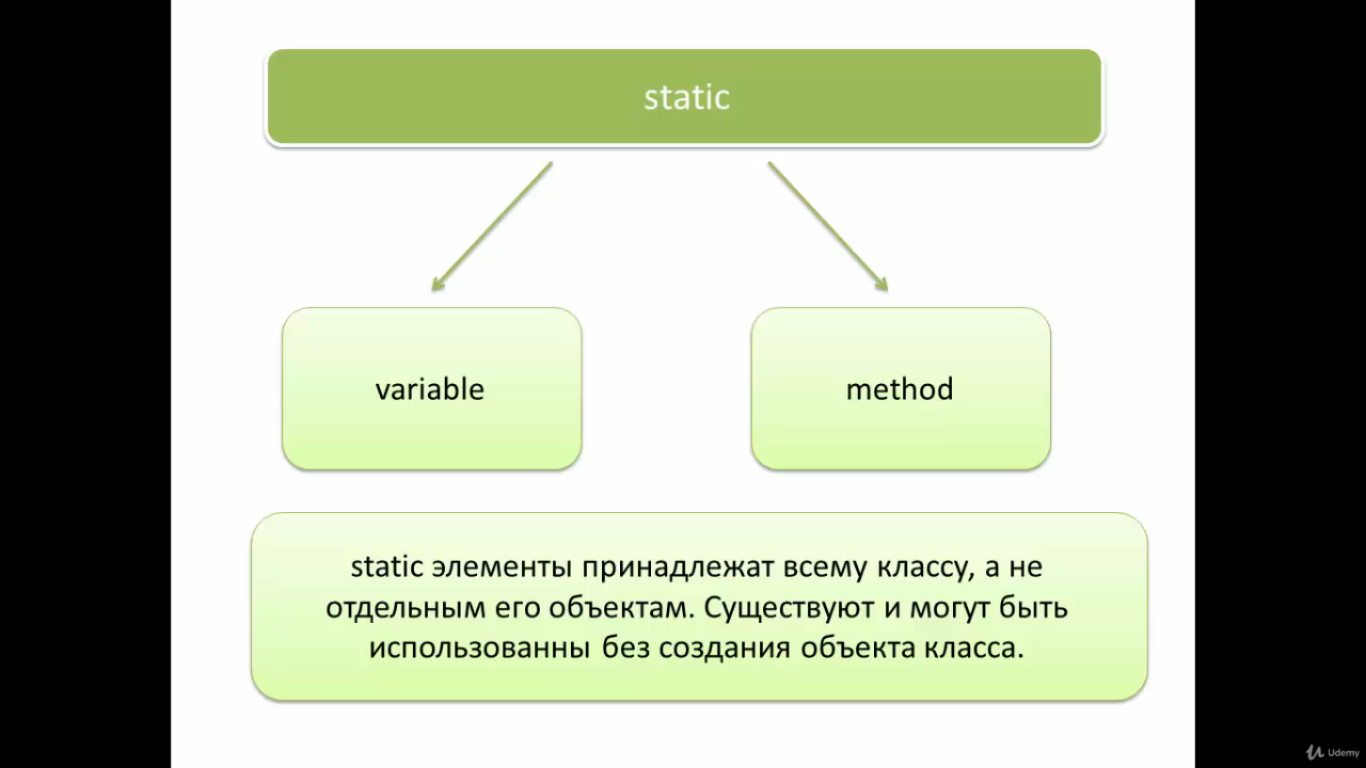 static
variable
method
static элементы принадлежат всему классу, а не
отдельным его объектам. Существуют и могут быть
использованны без создания объекта класса.
Udemy